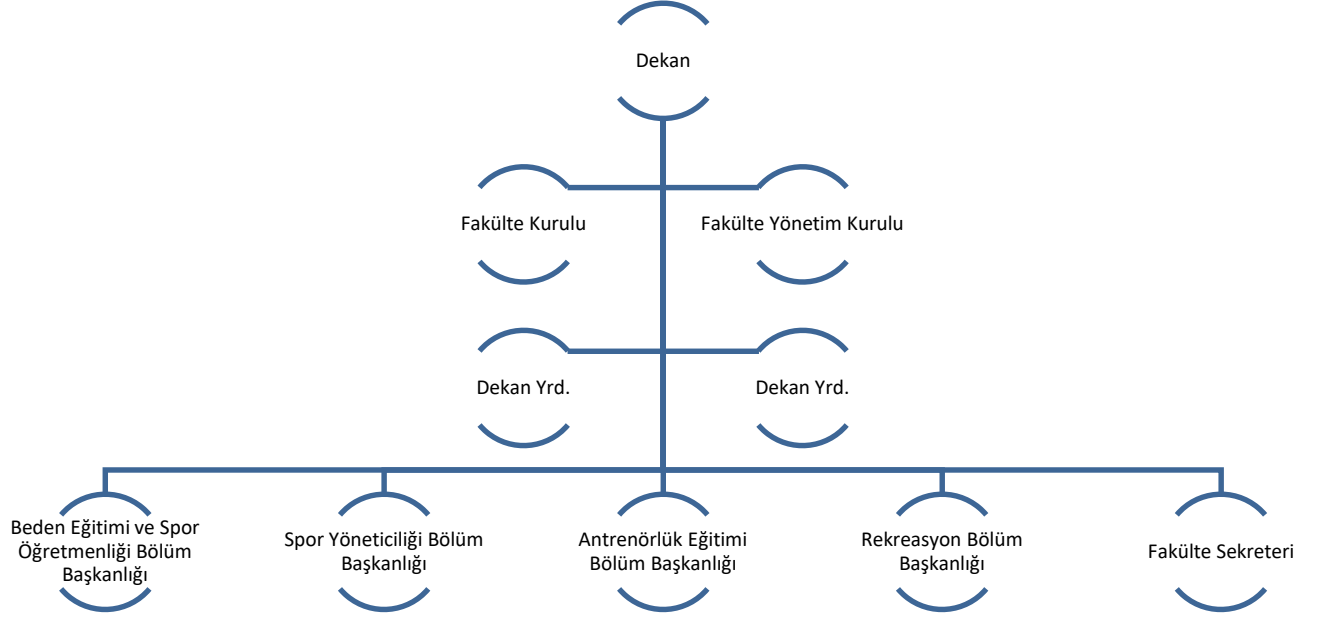 Dekan
Fakülte Kurulu
Fakülte Yönetim Kurulu
Dekan Yrd.
Dekan Yrd.
Beden Eğitimi ve Spor
Öğretmenliği Bölüm
Başkanlığı
Spor Yöneticiliği Bölüm
Başkanlığı
Antrenörlük Eğitimi
Bölüm Başkanlığı
Rekreasyon Bölüm
Başkanlığı
Fakülte Sekreteri